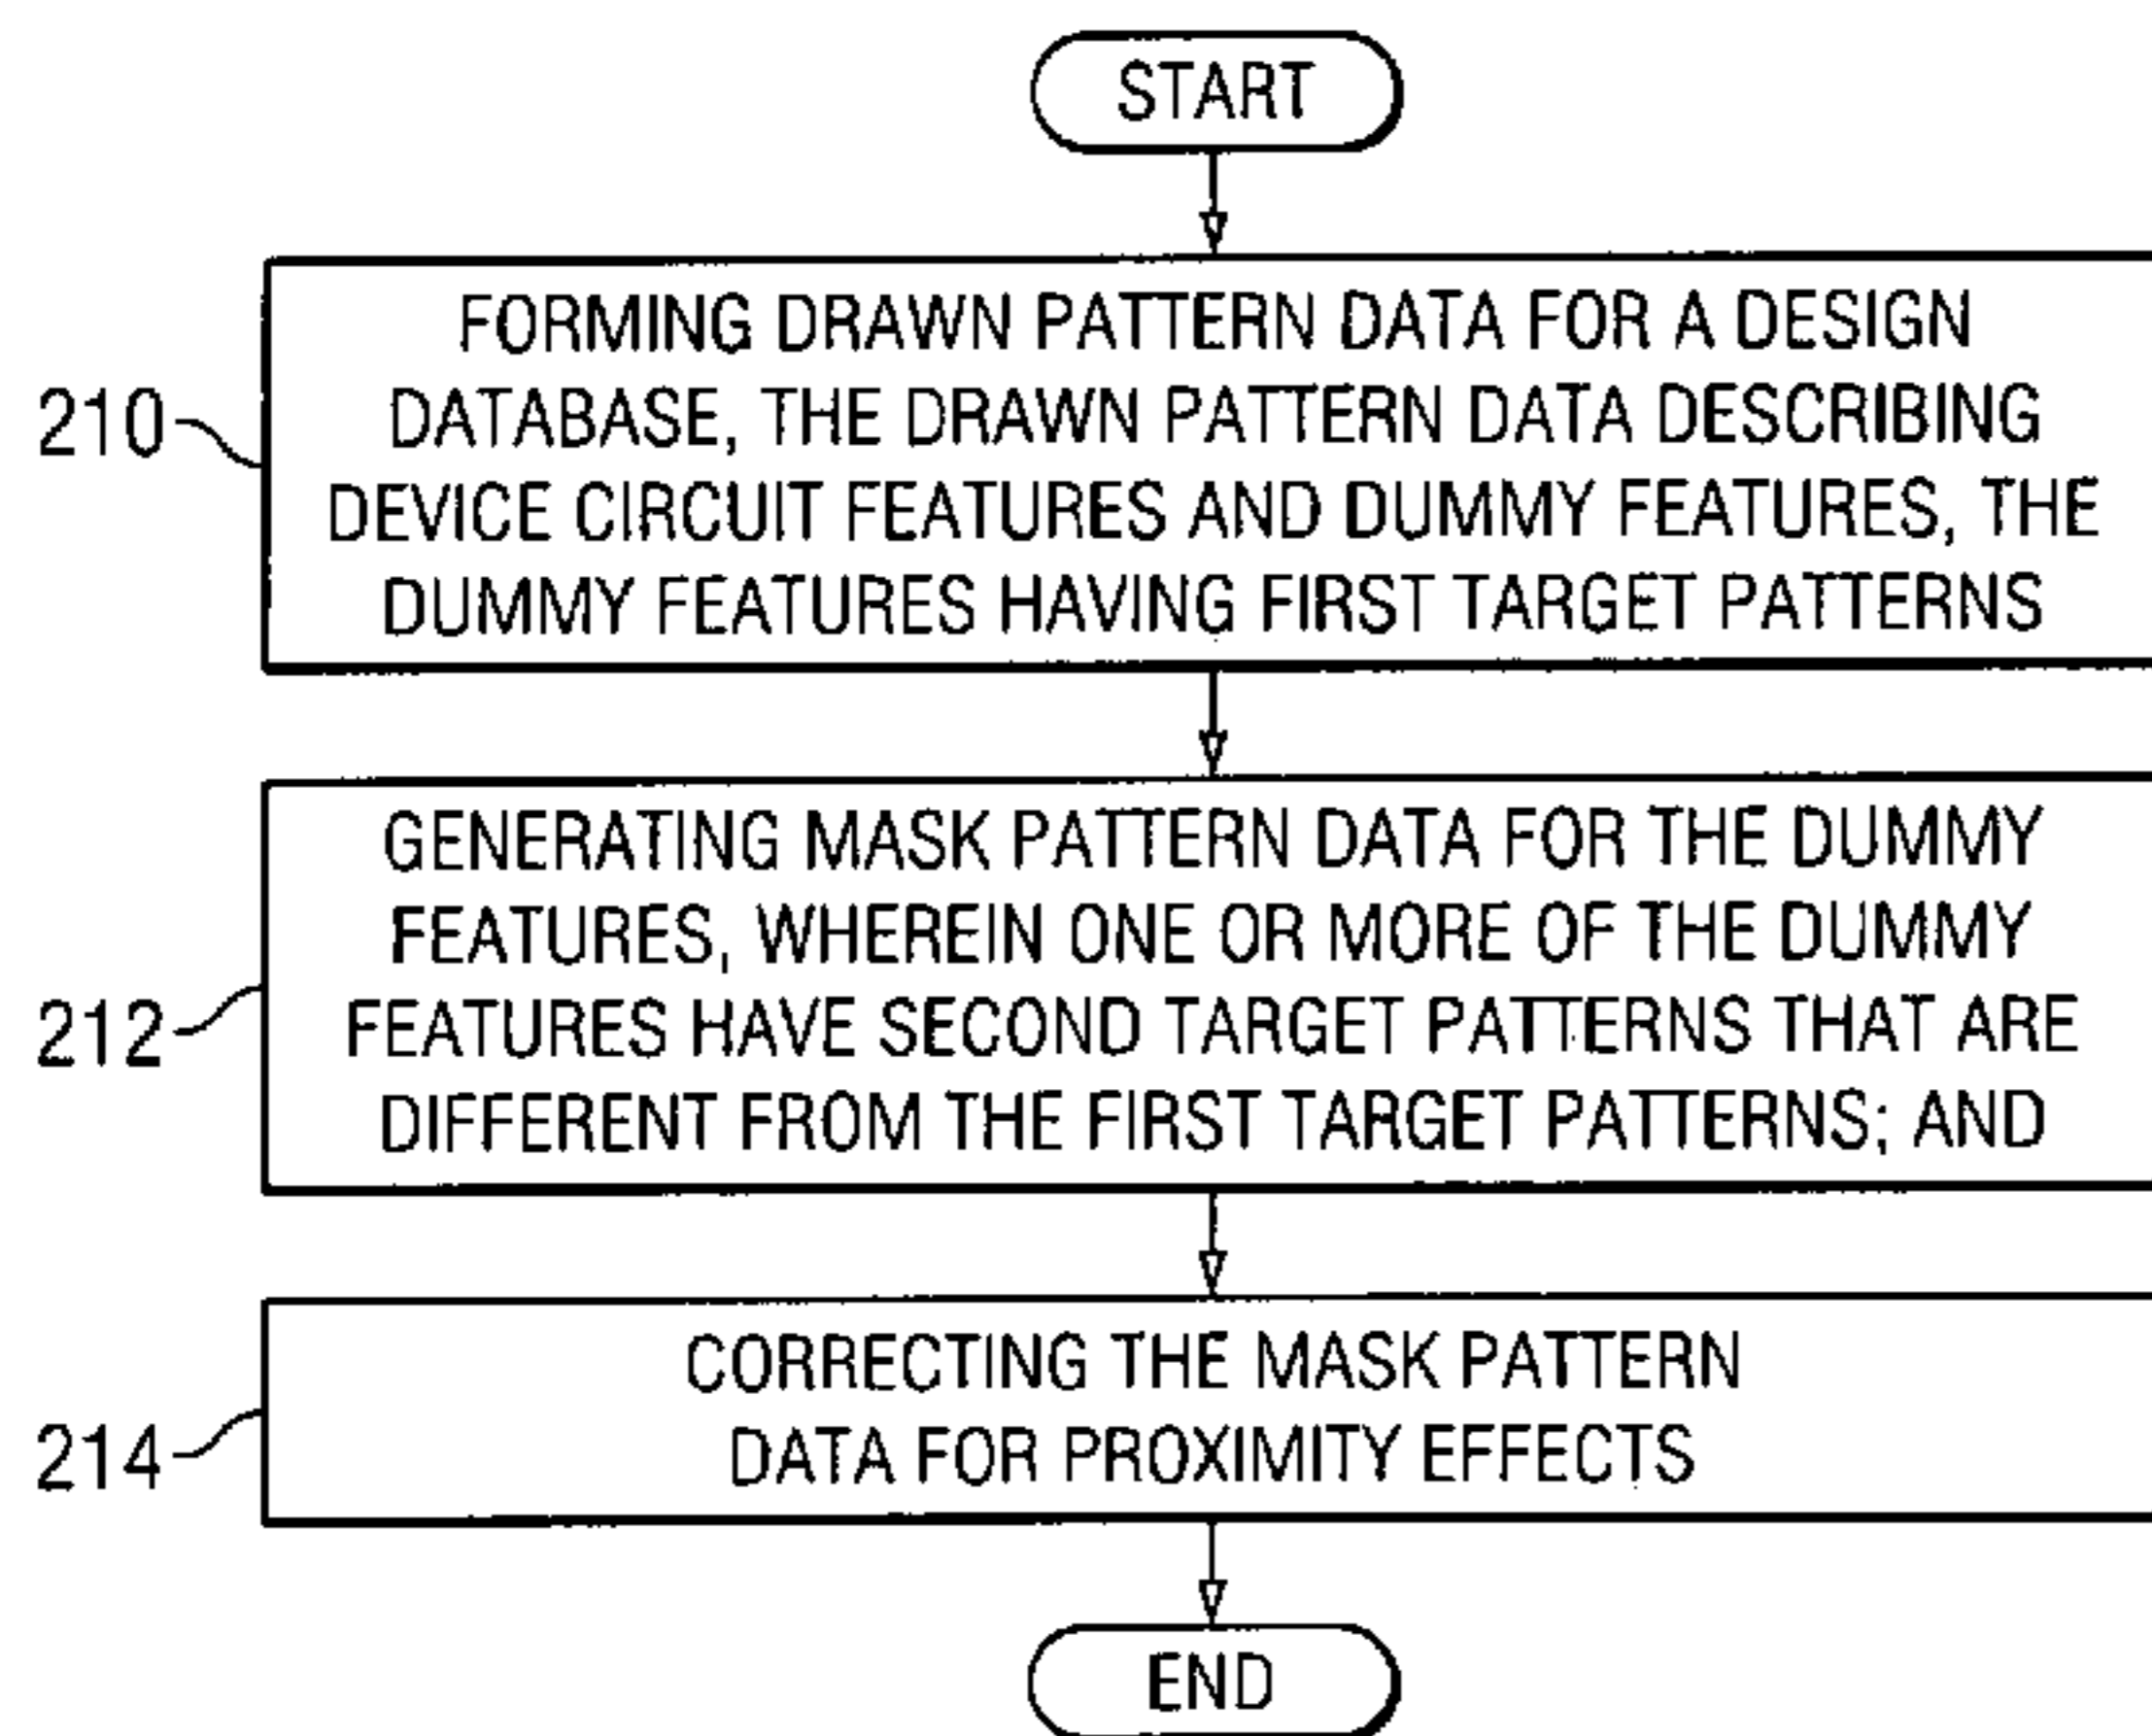 START
FORMING DRAWN PATTERN DATA FOR A DESIGN
DATABASE, THE DRAWN PATTERN DATA DESCRIBING
210
DEVICE CIRCUIT FEATURES AND DUMMY FEATURES, THE
DUMMY FEATURES HAVING FIRST TARGET PATTERNS
GENERATING MASK PATTERN DATA FOR THE DUMMY
FEATURES, WHEREIN ONE OR MORE OF THE DUMMY
212
FEATURES HAVE SECOND TARGET PATTERNS THAT ARE
DIFFERENT FROM THE FIRST TARGET PATTERNS; AND
CORRECTING THE MASK PATTERN
214
DATA FOR PROXIMITY EFFECTS
END